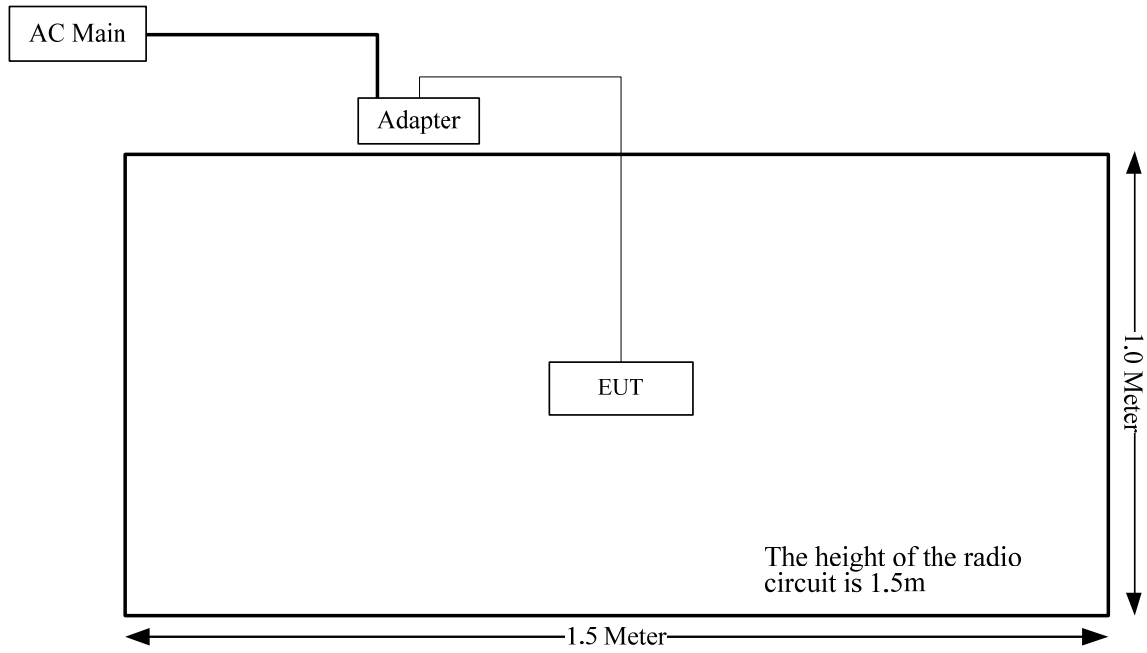 AC Main
Adapter
EUT
1.0 Meter
The height of the radio
circuit is 1.5m
1.5 Meter